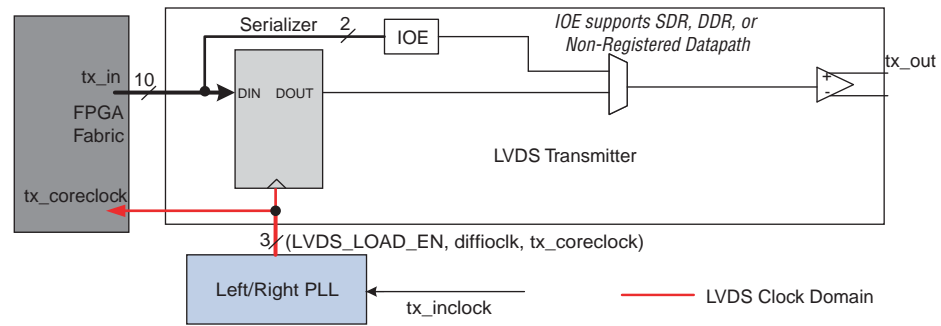 Serializer
2
IOE
IOE supports SDR, DDR, or
Non-Registered Datapath
tx_in
10
tx_out
DIN DOUT
+
-
FPGA
Fabric
LVDS Transmitter
tx_coreclock
3
(LVDS_LOAD_EN, diffioclk, tx_coreclock)
Left/Right PLL
tx_inclock
LVDS Clock Domain